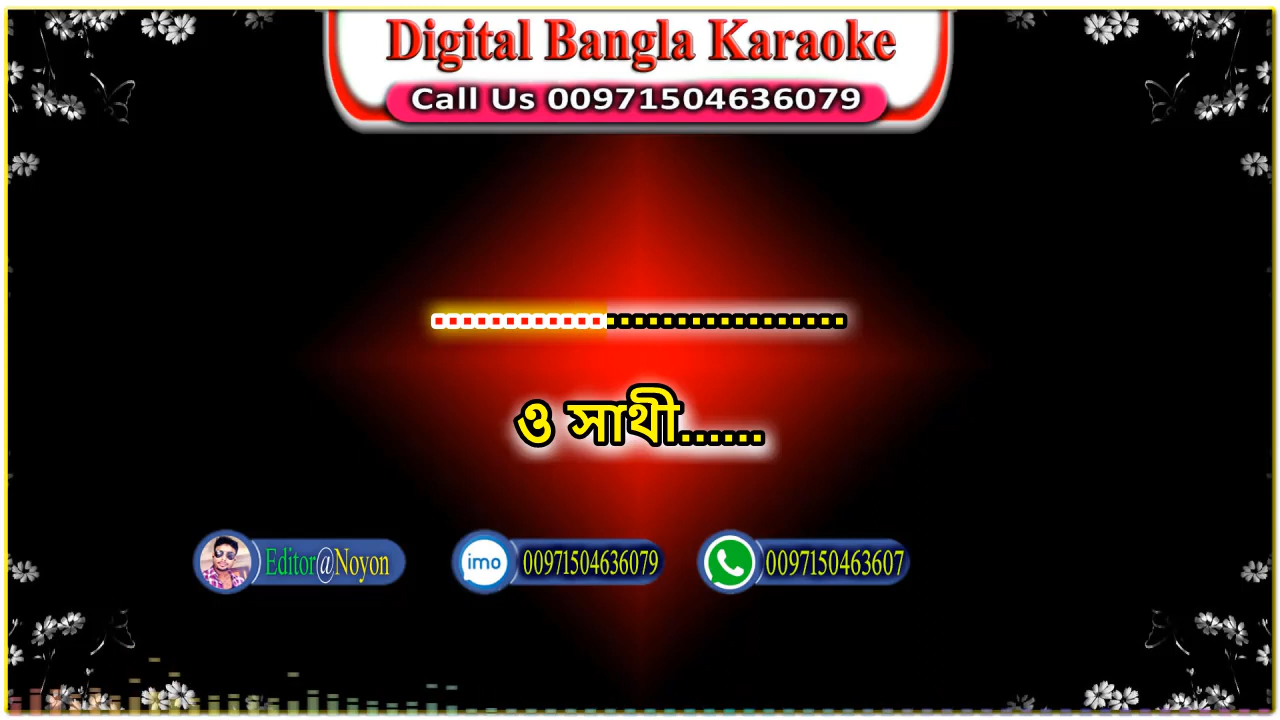 Digital Bangla Karaoke
Call Us 00971504636079
.............................
ও সাথী......
Editor@Noyon
imo 00971504636079
0097150463607